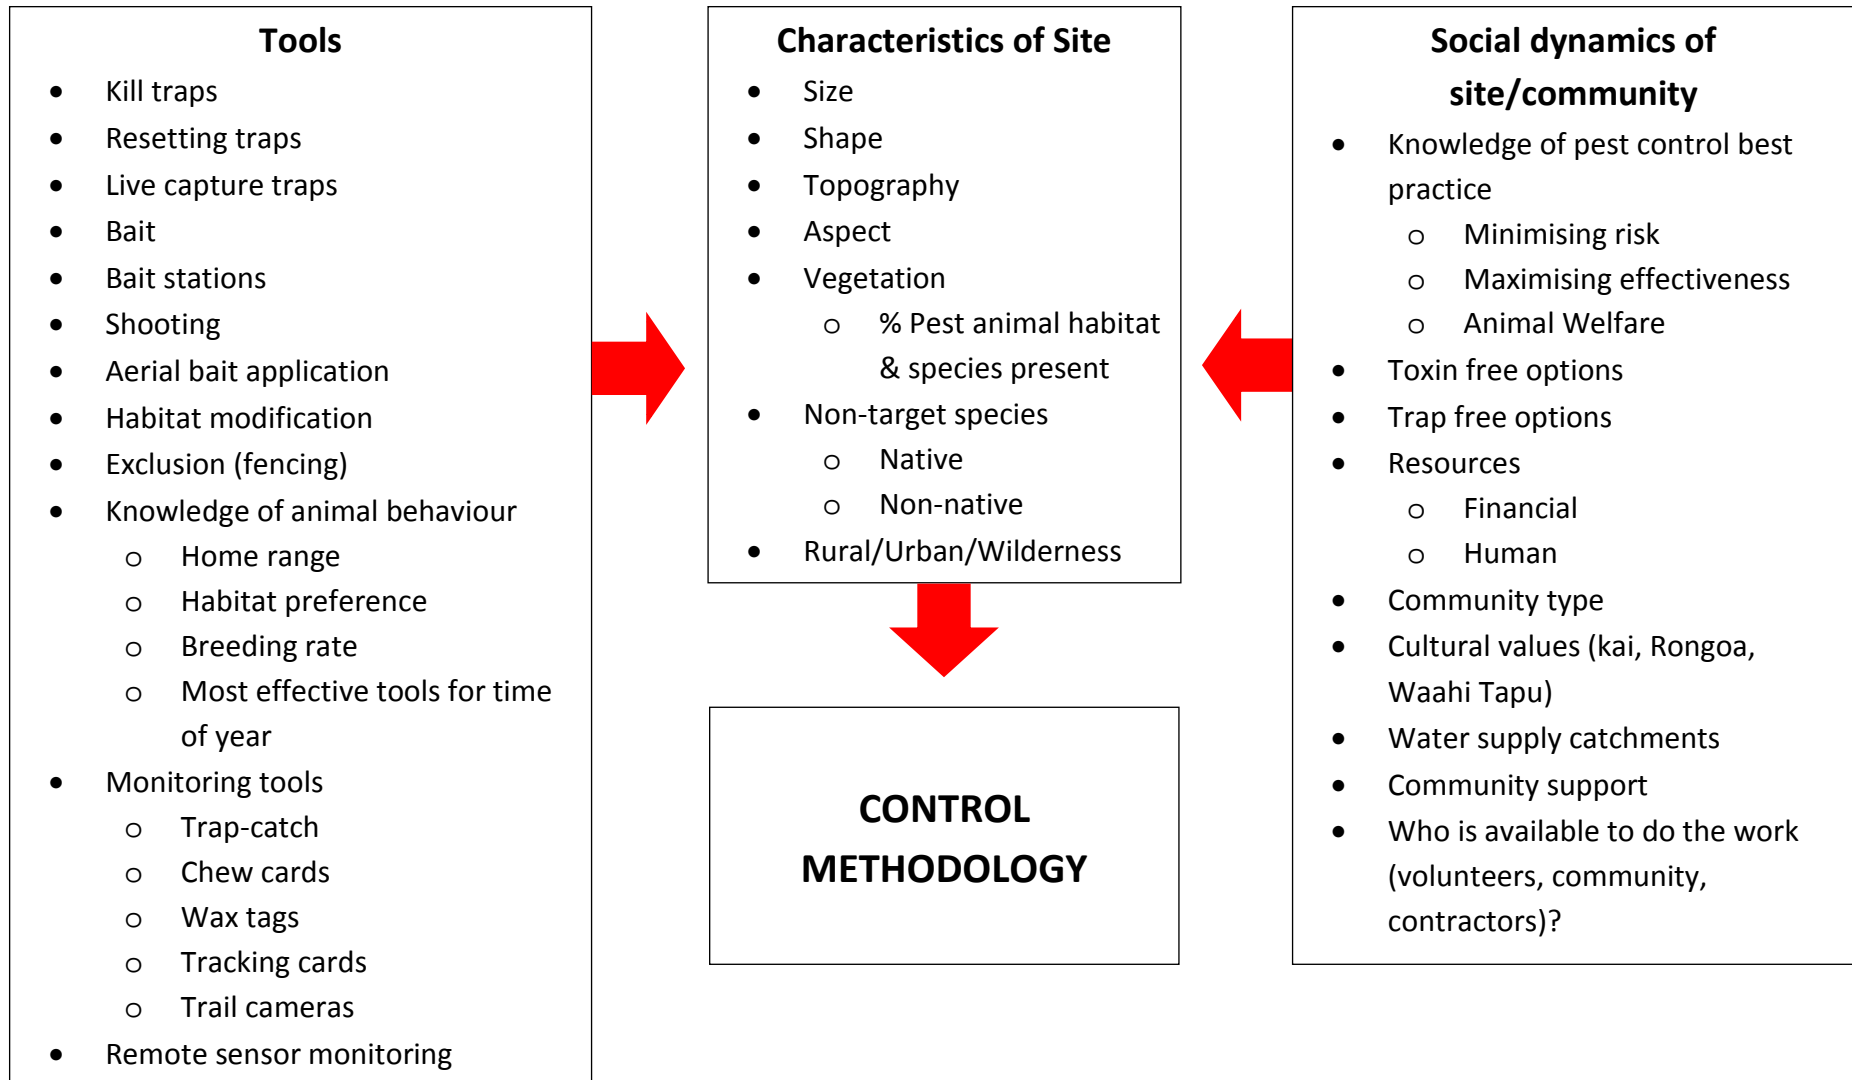 Tools
• Kill traps
• Resetting traps
• Live capture traps
• Bait
• Bait stations
• Shooting
• Aerial bait application
• Habitat modification
• Exclusion (fencing)
• Knowledge of animal behaviour
o Home range
o Habitat preference
o Breeding rate
o Most effective tools for time
of year
• Monitoring tools
o Trap-catch
o Chew cards
o Wax tags
o Tracking cards
o Trail cameras
• Remote sensor monitoring
Characteristics of Site
• Size
• Shape
• Topography
• Aspect
• Vegetation
o % Pest animal habitat
& species present
• Non-target species
o Native
o Non-native
• Rural/Urban/Wilderness
CONTROL
METHODOLOGY
Social dynamics of
site/community
• Knowledge of pest control best
practice
o Minimising risk
o Maximising effectiveness
o Animal Welfare
• Toxin free options
• Trap free options
• Resources
o Financial
o Human
• Community type
• Cultural values (kai, Rongoa,
Waahi Tapu)
• Water supply catchments
• Community support
• Who is available to do the work
(volunteers, community,
contractors)?